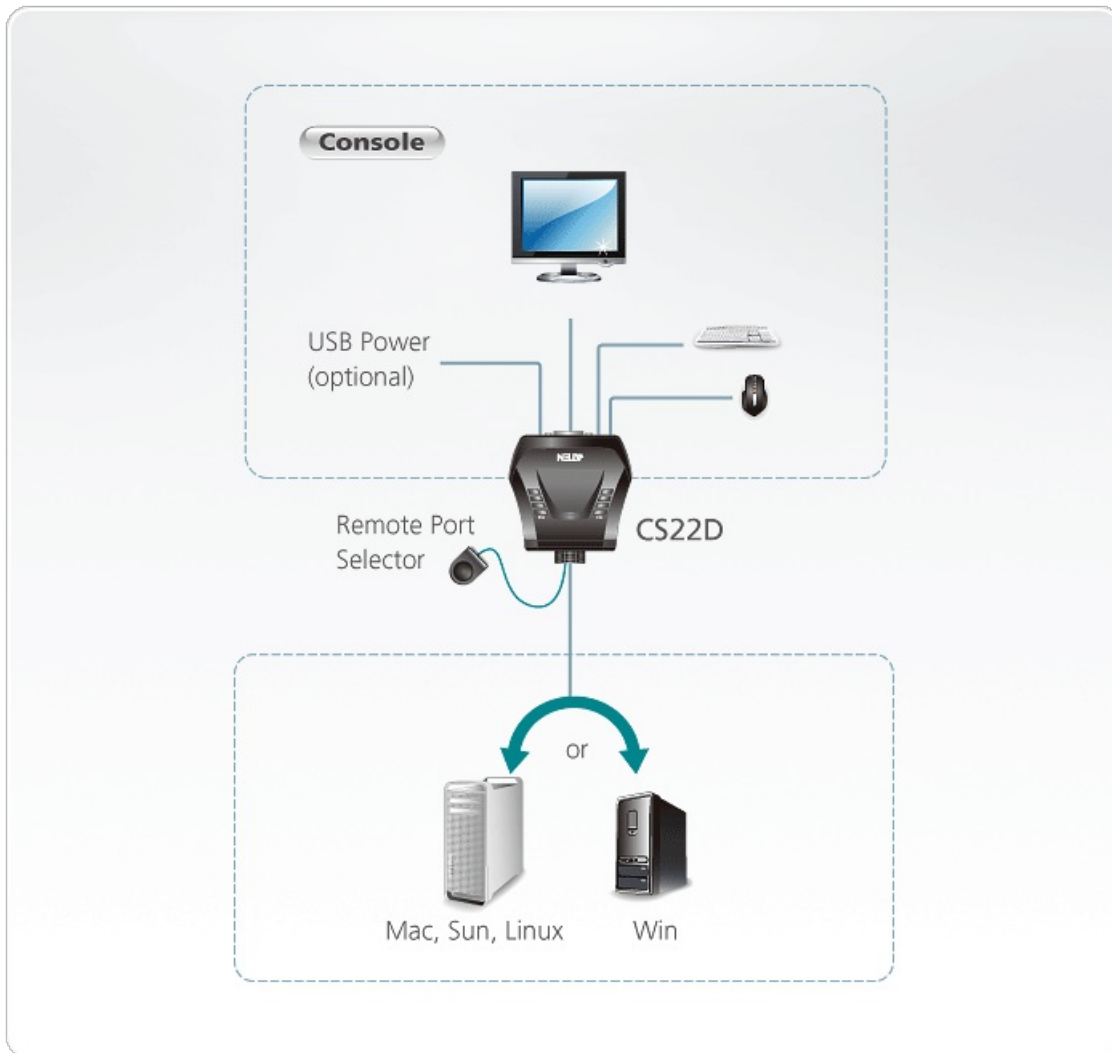 Console
USB Power
(optional)
Remote Port
Selector
CS22D
or
Mac, Sun, Linux
Win